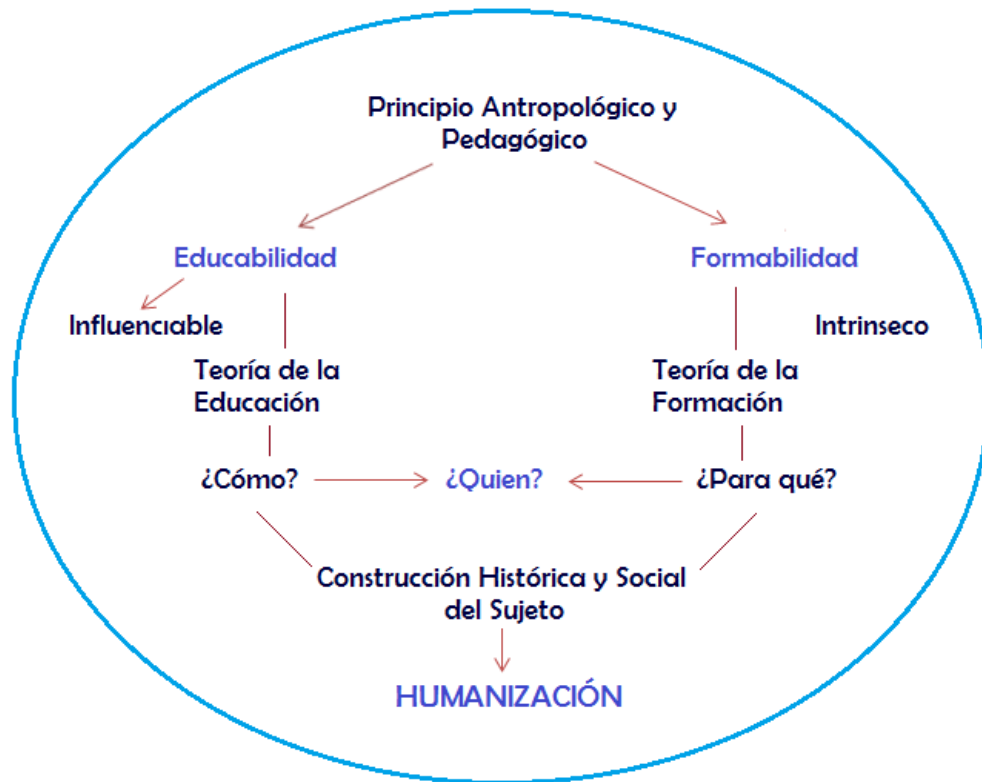 Principio Antropológico y
Pedagógico
Educabilidad
Formabilidad
Influenciable
Intrinseco
Teoría de la
Educación
Teoría de la
Formación
¿Cómo?
¿Quien?
¿Para qué?
Construcción Histórica y Social
del Sujeto
HUMANIZACIÓN